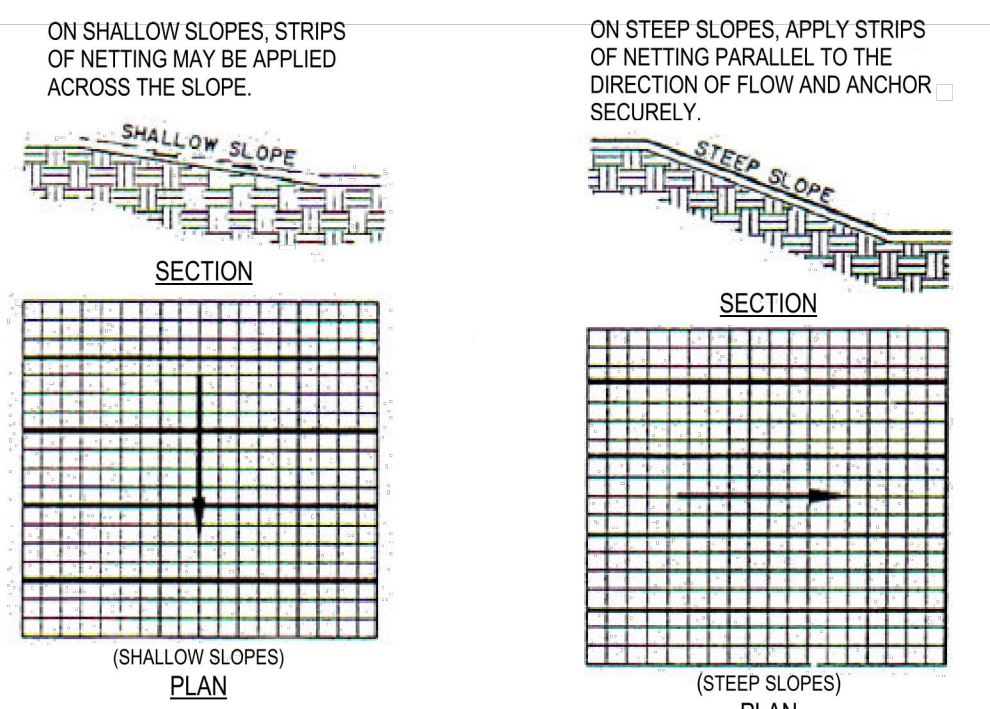 ON SHALLOW SLOPES, STRIPS
OF NETTING MAY BE APPLIED
ACROSS THE SLOPE.
SHALLOW SLOPE
SECTION
(SHALLOW SLOPES)
PLAN
ON STEEP SLOPES, APPLY STRIPS
OF NETTING PARALLEL TO THE
DIRECTION OF FLOW AND ANCHOR
SECURELY.
STEEP SLOPE
SECTION
(STEEP SLOPES)
PLAN